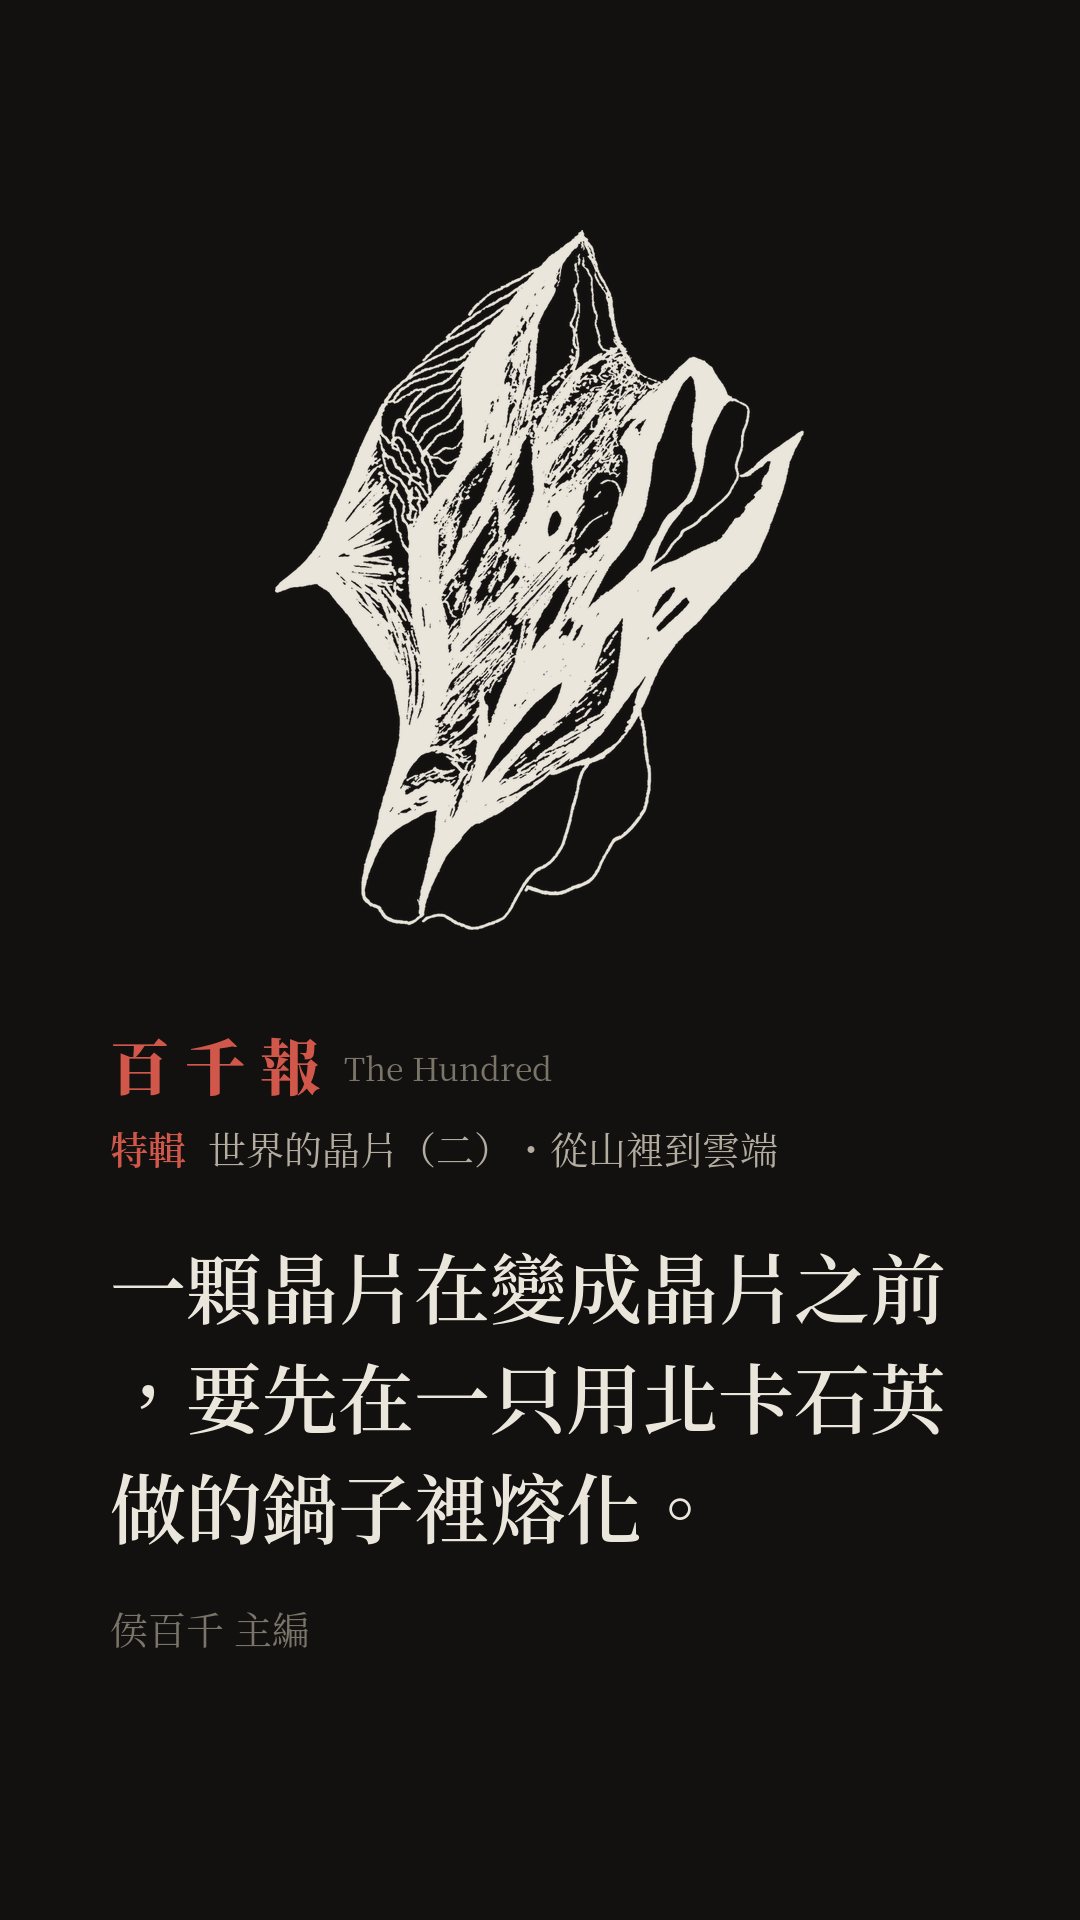 百千報 The Hundred
特輯 世界的晶片（二）・從山裡到雲端
一顆晶片在變成晶片之前
，要先在一只用北卡石英
做的鍋子裡熔化。
侯百千 主編